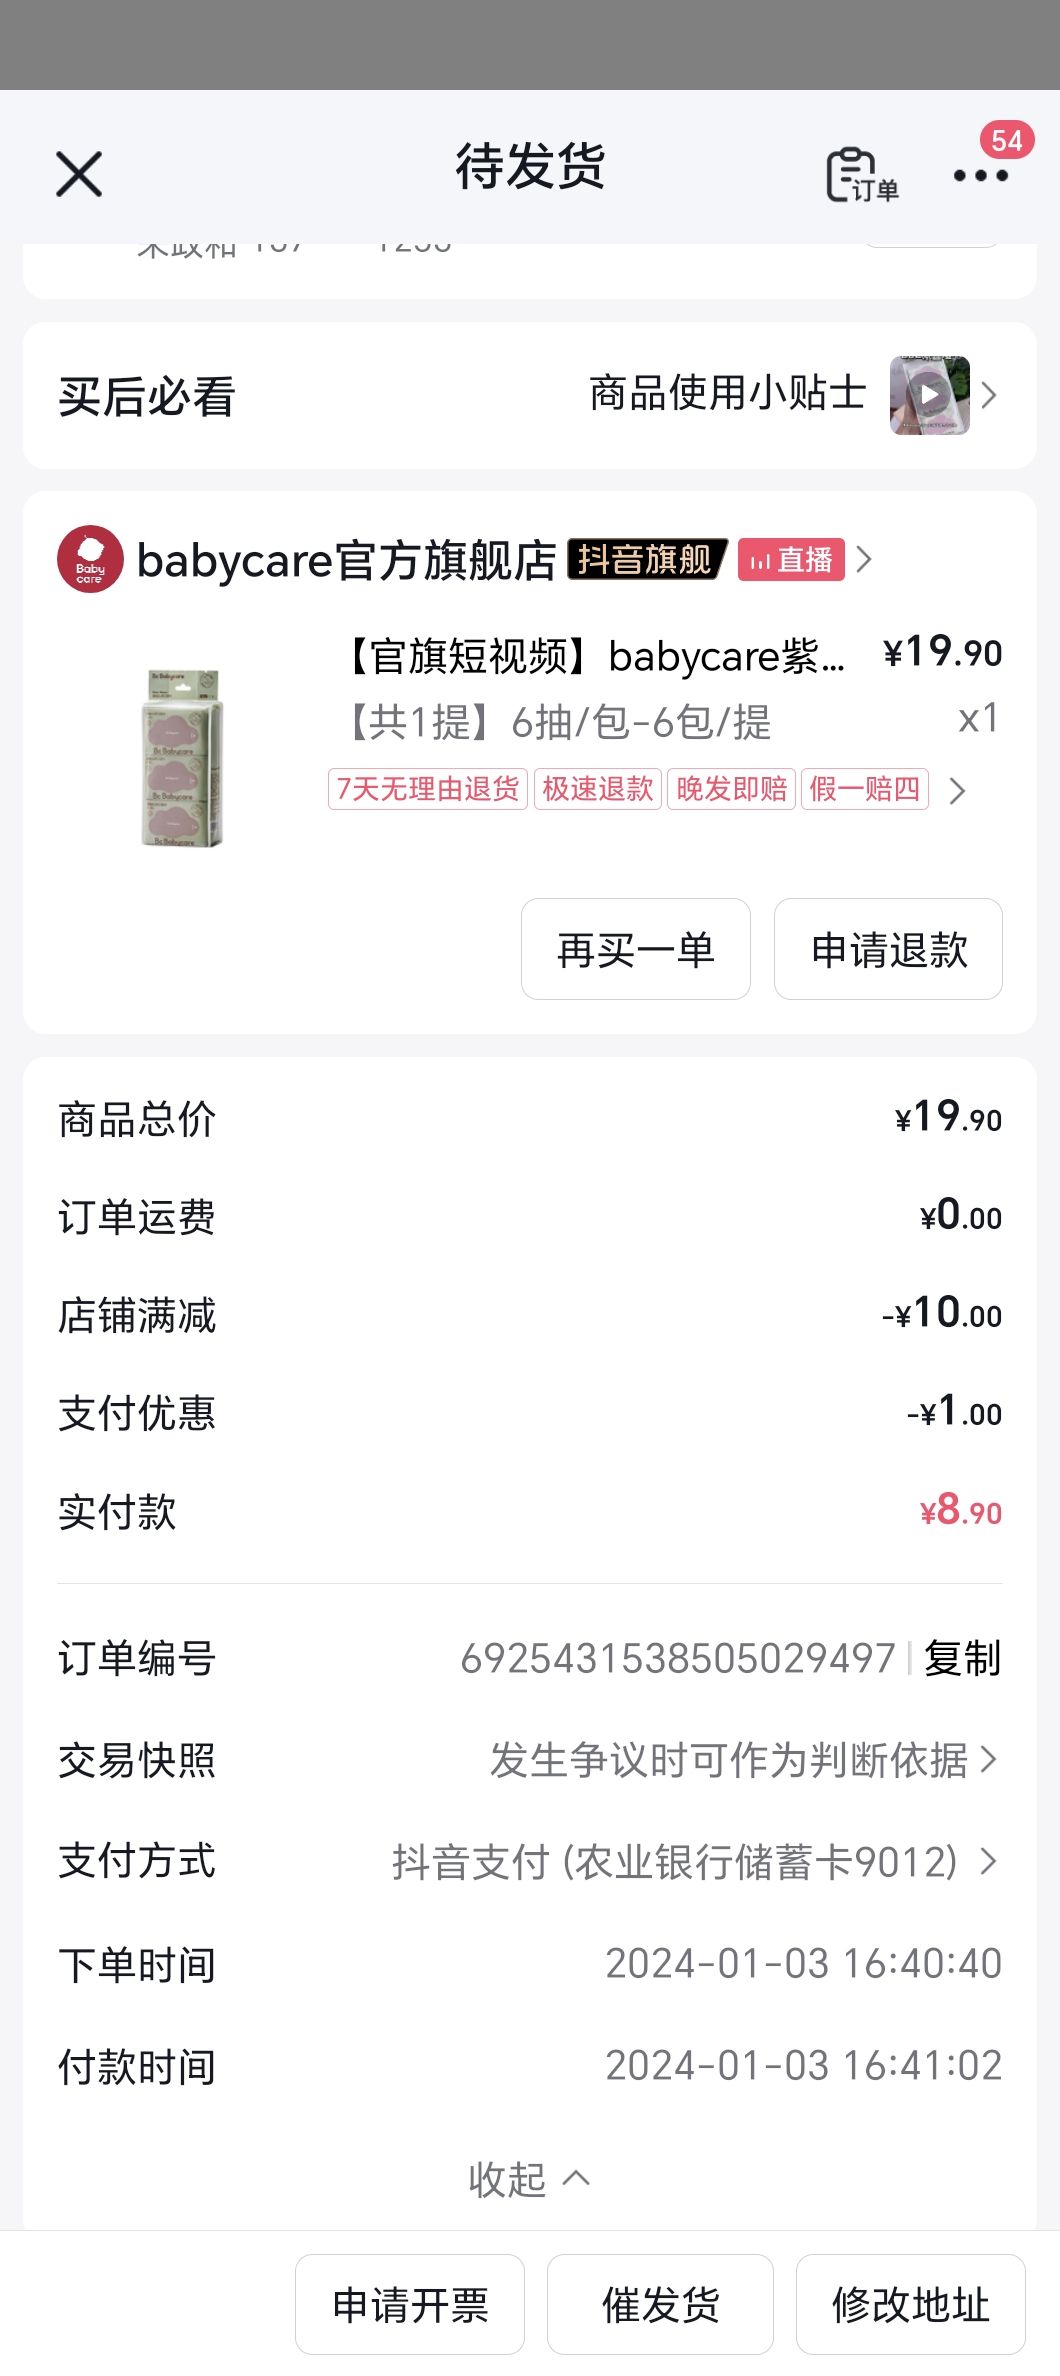 待发货
订单
54
买后必看
商品使用小贴士
Baby
care
babycare官方旗舰店
抖音旗舰
直播
【官旗短视频】babycare紫...
¥19.90
【共1提】6抽/包-6包/提
x1
7天无理由退货
极速退款
晚发即赔
假一赔四
Bc Babycare
Bc Babycare
Bc Babycare
Bc Babycare
再买一单
申请退款
商品总价
¥19.90
订单运费
¥0.00
店铺满减
-¥10.00
支付优惠
-¥1.00
实付款
¥8.90
订单编号
6925431538505029497
复制
交易快照
发生争议时可作为判断依据
支付方式
抖音支付 (农业银行储蓄卡9012)
下单时间
2024-01-03 16:40:40
付款时间
2024-01-03 16:41:02
收起
申请开票
催发货
修改地址